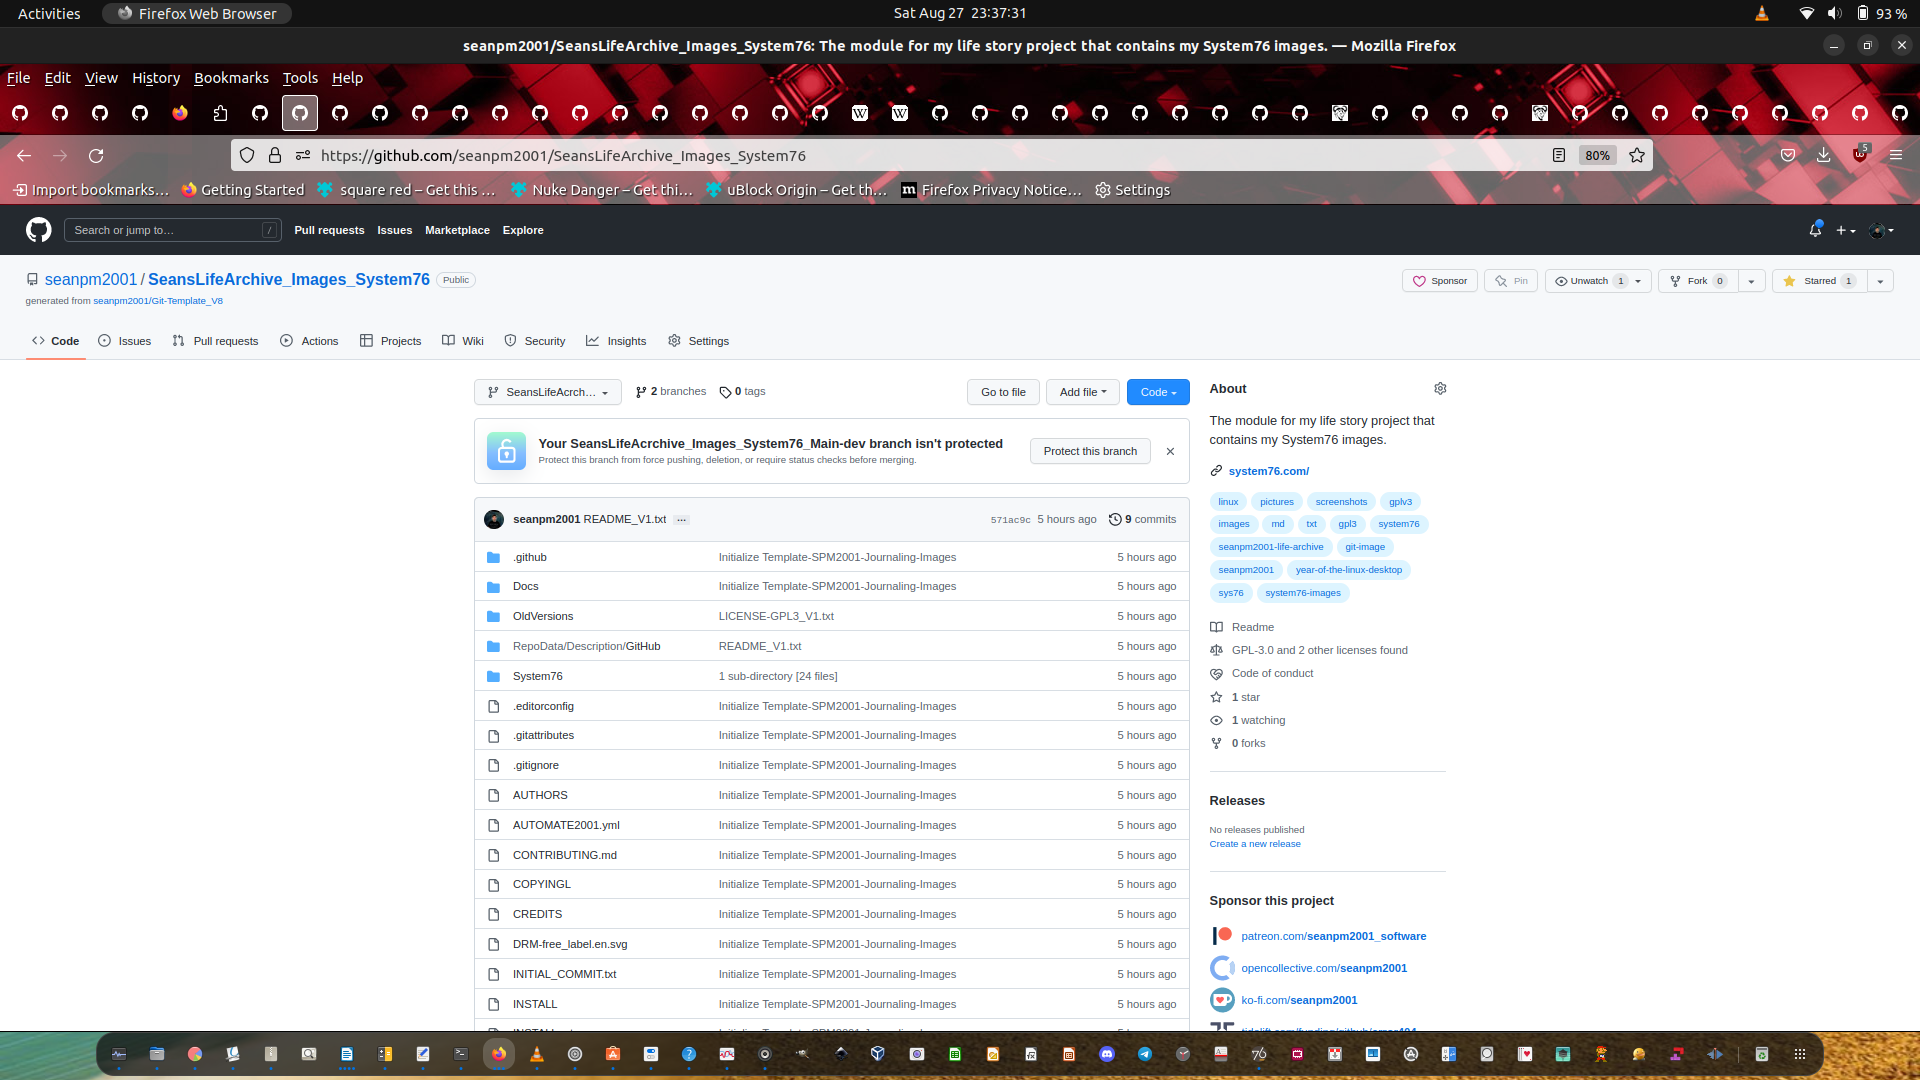 Activities
Firefox Web Browser
Sat Aug 27 23:37:31
93 %
seanpm2001/SeansLifeArchive_Images_System76: The module for my life story project that contains my System76 images. — Mozilla Firefox
File Edit View History Bookmarks Tools Help
https://github.com/seanpm2001/SeansLifeArchive_Images_System76
80%
5
Import bookmarks… Getting Started square red – Get this … Nuke Danger – Get thi… uBlock Origin – Get th… Firefox Privacy Notice… Settings
Search or jump to… /
Pull requests Issues Marketplace Explore
seanpm2001 / SeansLifeArchive_Images_System76 Public
generated from seanpm2001/Git-Template_V8
Sponsor Pin Unwatch 1 Fork 0 Starred 1
Code Issues Pull requests Actions Projects Wiki Security Insights Settings
SeansLifeAcrch… 2 branches 0 tags
Go to file Add file Code
Your SeansLifeAcrchive_Images_System76_Main-dev branch isn't protected
Protect this branch from force pushing, deletion, or require status checks before merging.
Protect this branch
seanpm2001 README_V1.txt … 571ac9c 5 hours ago 9 commits
.github Initialize Template-SPM2001-Journaling-Images 5 hours ago
Docs Initialize Template-SPM2001-Journaling-Images 5 hours ago
OldVersions LICENSE-GPL3_V1.txt 5 hours ago
RepoData/Description/GitHub README_V1.txt 5 hours ago
System76 1 sub-directory [24 files] 5 hours ago
.editorconfig Initialize Template-SPM2001-Journaling-Images 5 hours ago
.gitattributes Initialize Template-SPM2001-Journaling-Images 5 hours ago
.gitignore Initialize Template-SPM2001-Journaling-Images 5 hours ago
AUTHORS Initialize Template-SPM2001-Journaling-Images 5 hours ago
AUTOMATE2001.yml Initialize Template-SPM2001-Journaling-Images 5 hours ago
CONTRIBUTING.md Initialize Template-SPM2001-Journaling-Images 5 hours ago
COPYINGL Initialize Template-SPM2001-Journaling-Images 5 hours ago
CREDITS Initialize Template-SPM2001-Journaling-Images 5 hours ago
DRM-free_label.en.svg Initialize Template-SPM2001-Journaling-Images 5 hours ago
INITIAL_COMMIT.txt Initialize Template-SPM2001-Journaling-Images 5 hours ago
INSTALL Initialize Template-SPM2001-Journaling-Images 5 hours ago
About
The module for my life story project that
contains my System76 images.
system76.com/
linux pictures screenshots gplv3
images md txt gpl3 system76
seanpm2001-life-archive git-image
seanpm2001 year-of-the-linux-desktop
sys76 system76-images
Readme
GPL-3.0 and 2 other licenses found
Code of conduct
1 star
1 watching
0 forks
Releases
No releases published
Create a new release
Sponsor this project
patreon.com/seanpm2001_software
opencollective.com/seanpm2001
ko-fi.com/seanpm2001